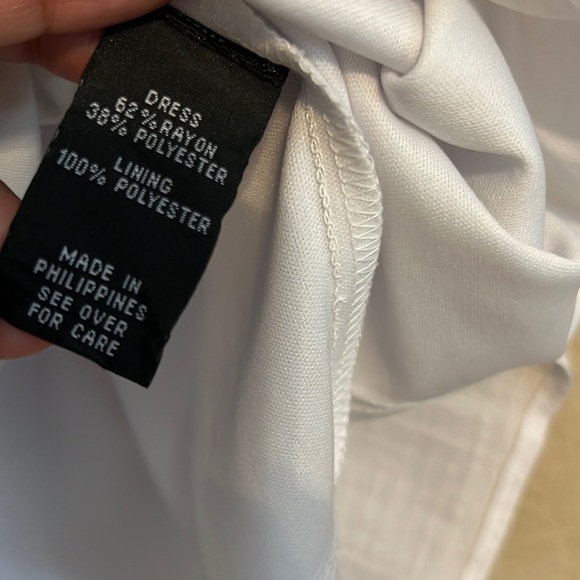 DRESS
62% RAYON
38% POLYESTER
LINING
100% POLYESTER
MADE IN
PHILIPPINES
SEE OVER
FOR CARE